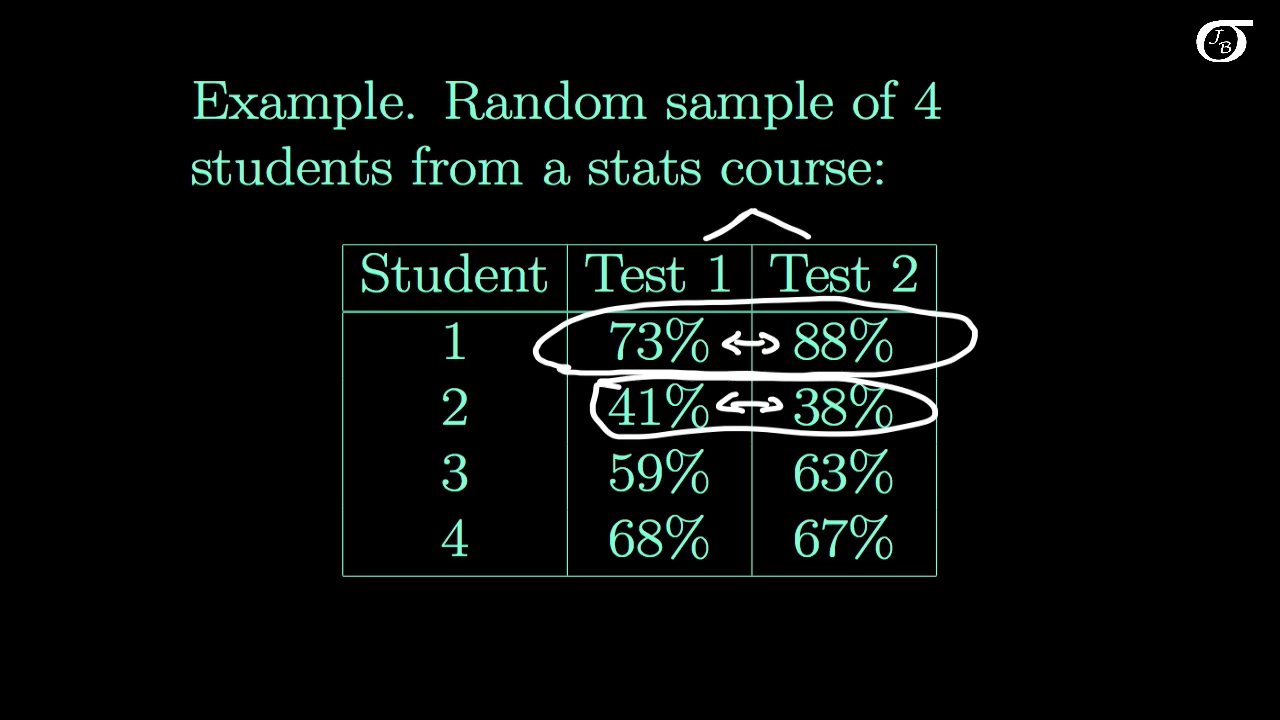 JB
Example. Random sample of 4
students from a stats course:
Student Test 1 Test 2
1 73% 88%
2 41% 38%
3 59% 63%
4 68% 67%